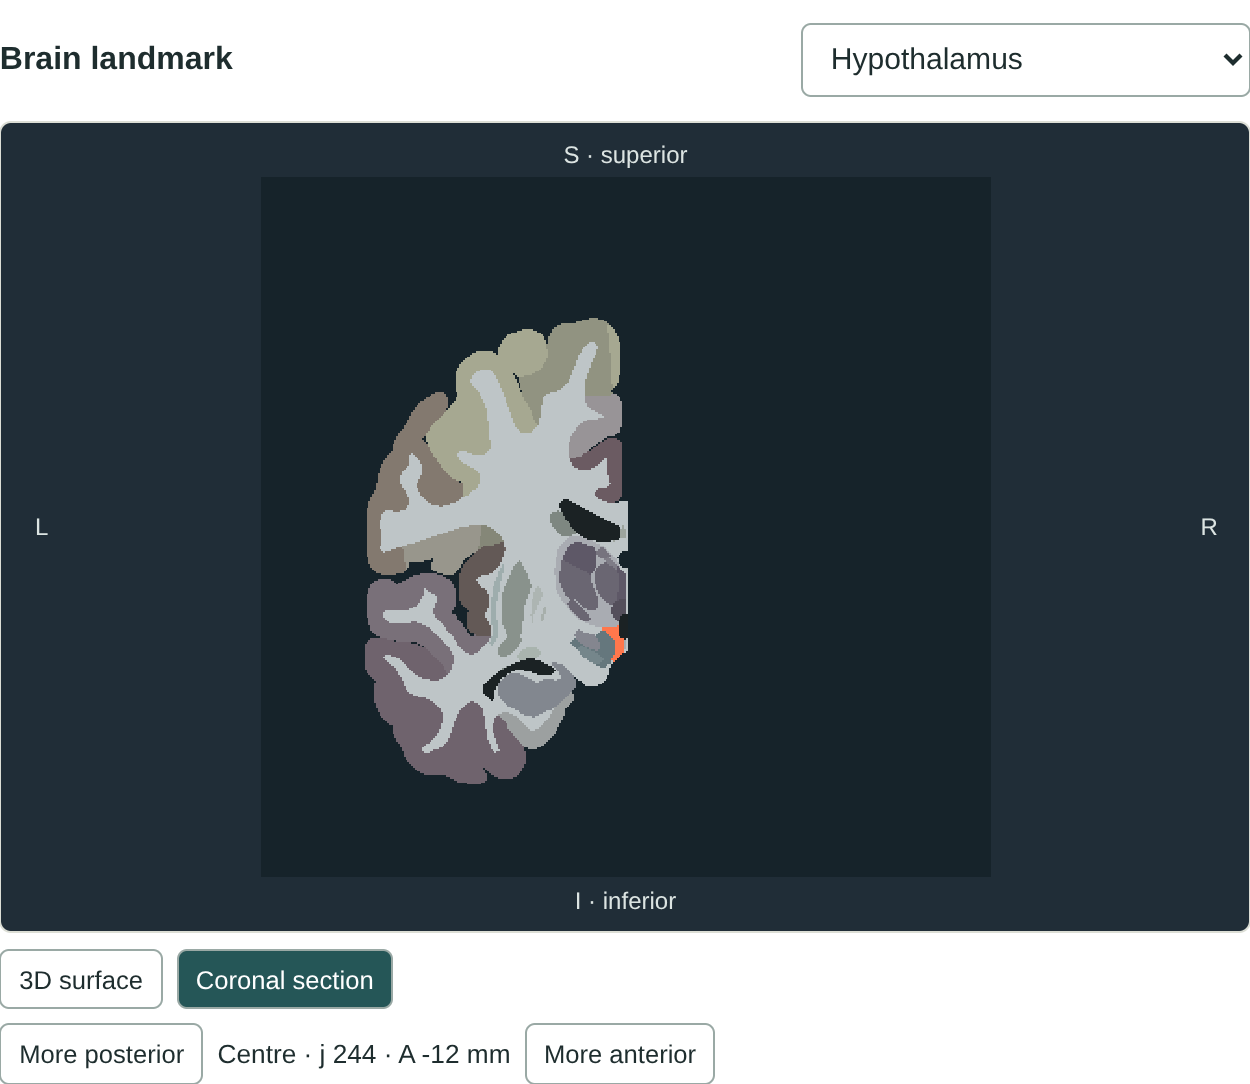 Brain landmark
Hypothalamus
S · superior
L
R
I · inferior
3D surface
Coronal section
More posterior
Centre · j 244 · A -12 mm
More anterior